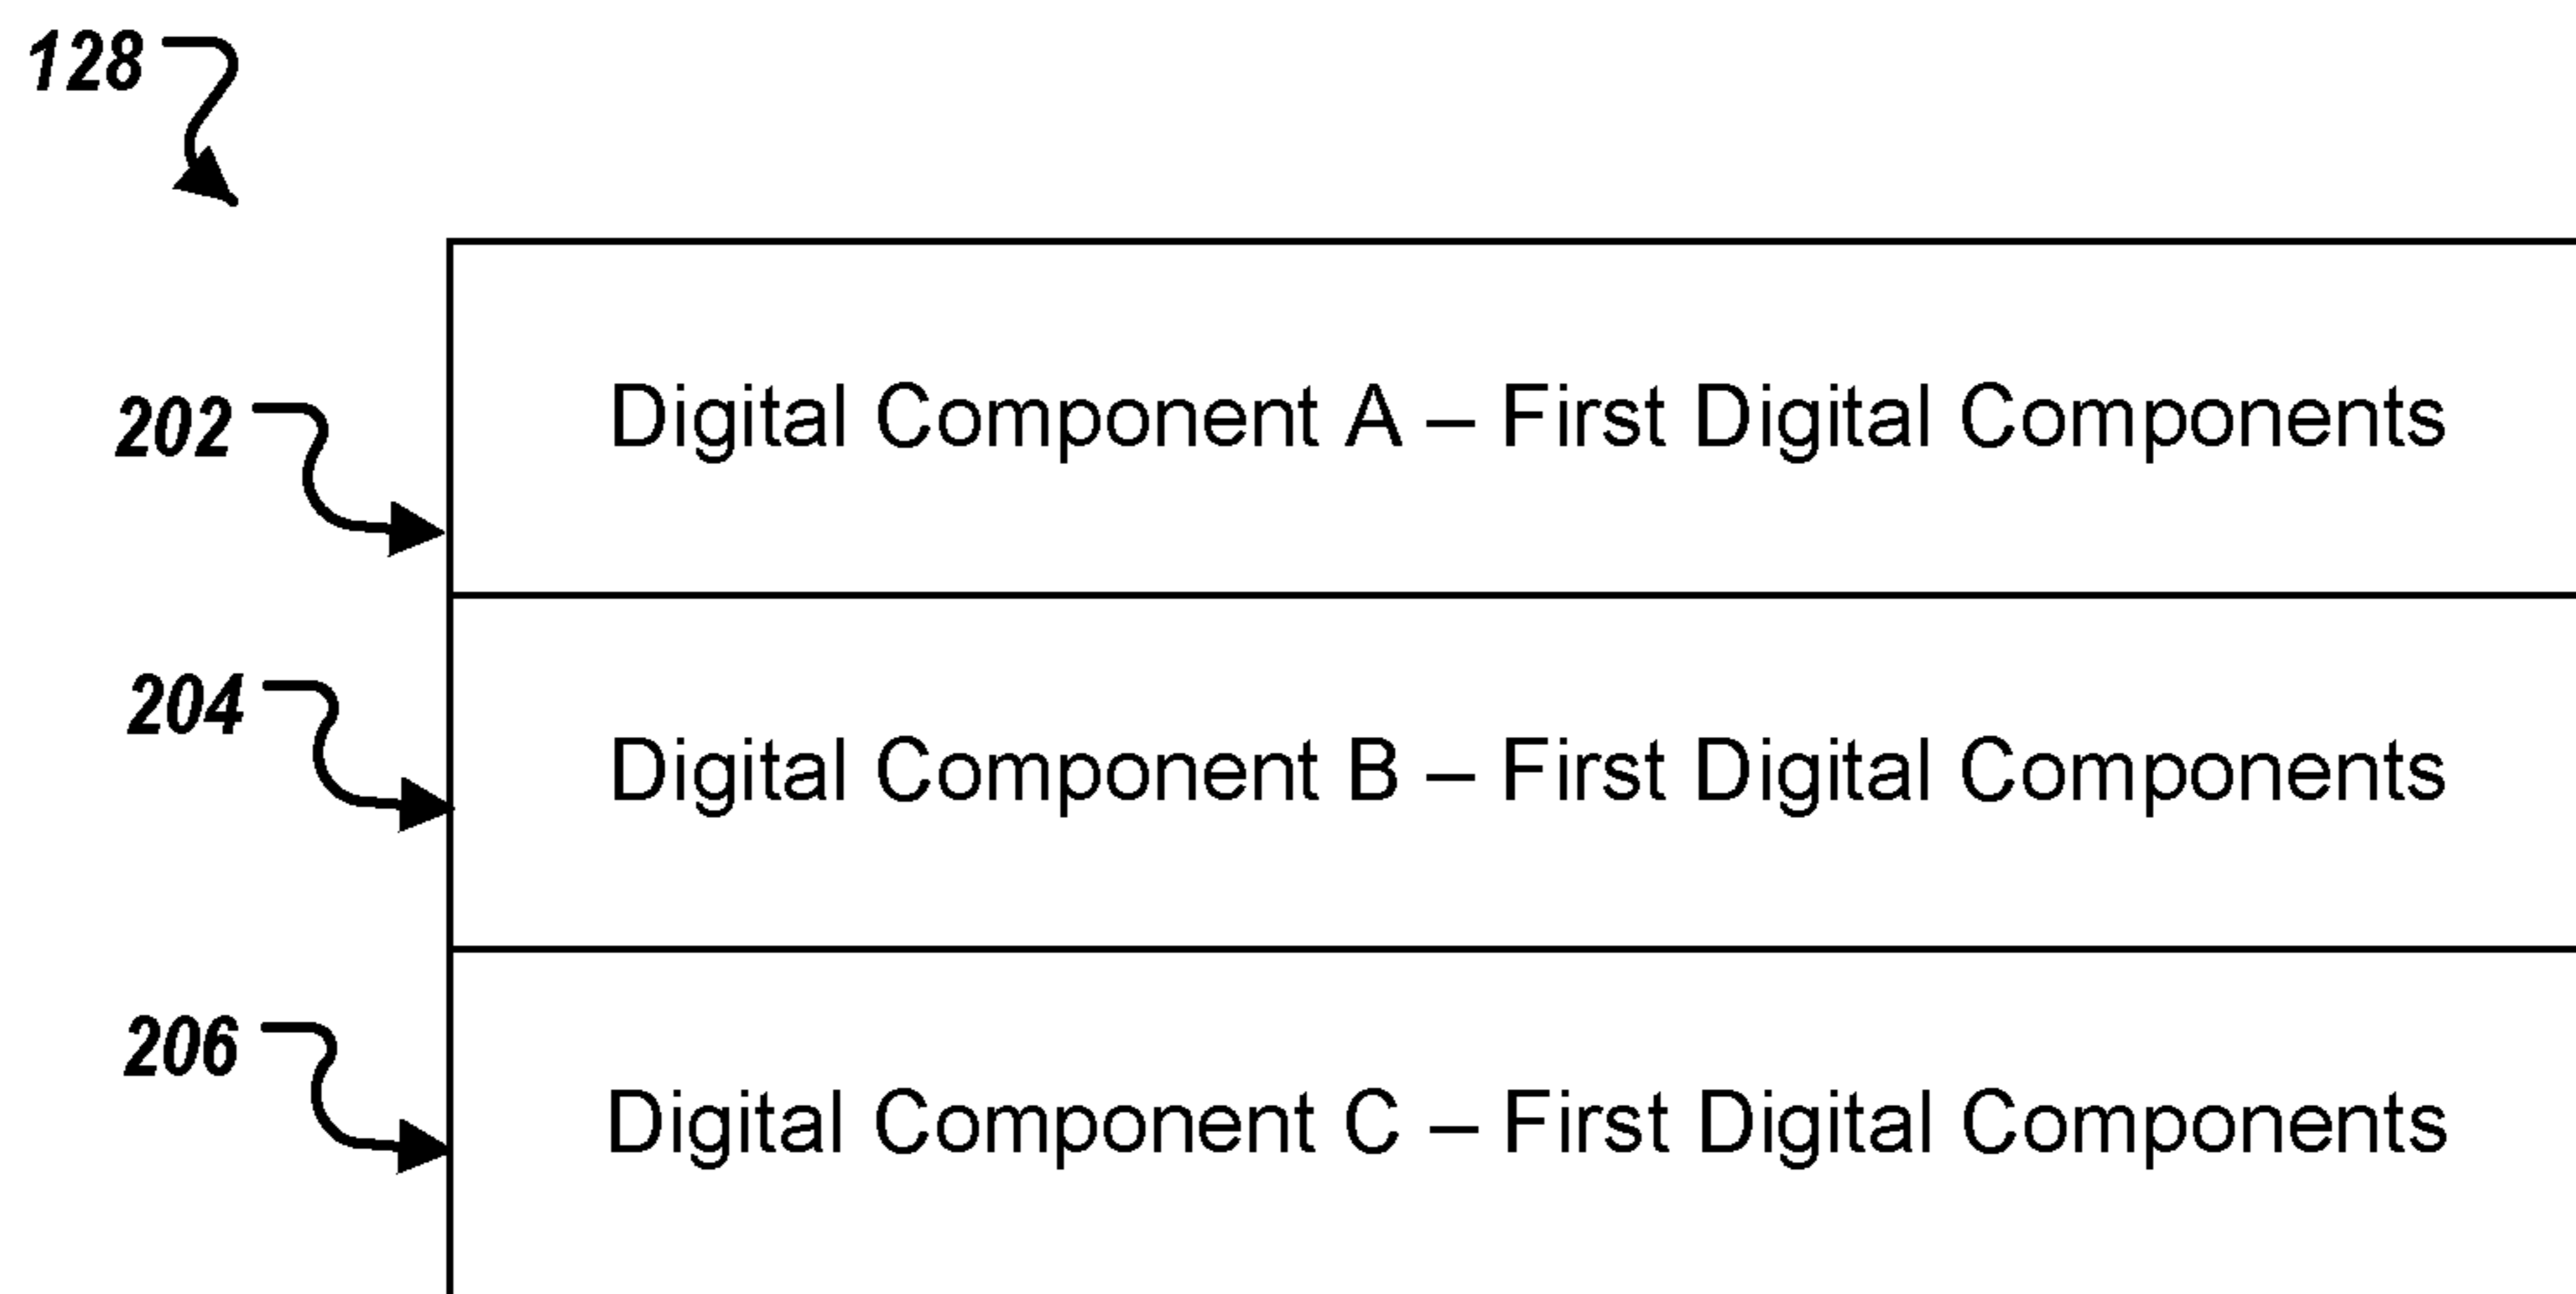 128
202
Digital Component A – First Digital Components
204
Digital Component B – First Digital Components
206
Digital Component C – First Digital Components